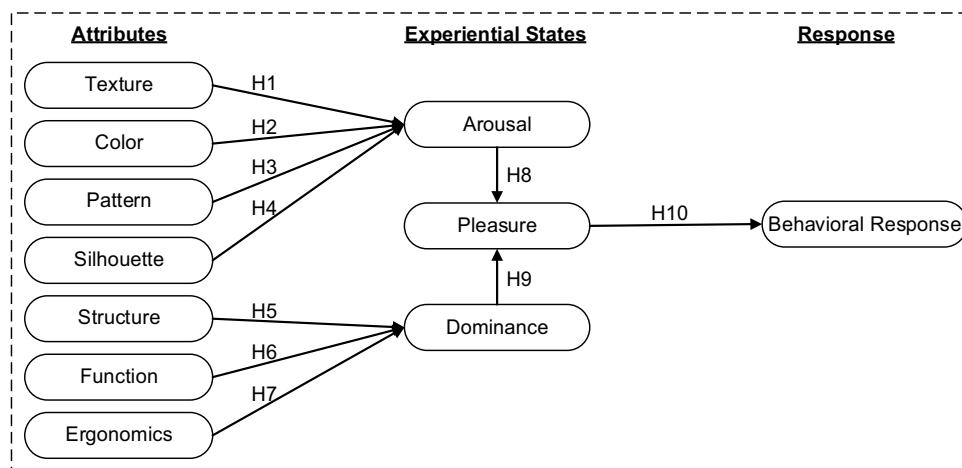 Attributes
Experiential States
Response
Texture
H1
Color
H2
Arousal
Pattern
H3
H8
Silhouette
H4
Pleasure
H10
Behavioral Response
Structure
H5
H9
Function
H6
Dominance
Ergonomics
H7